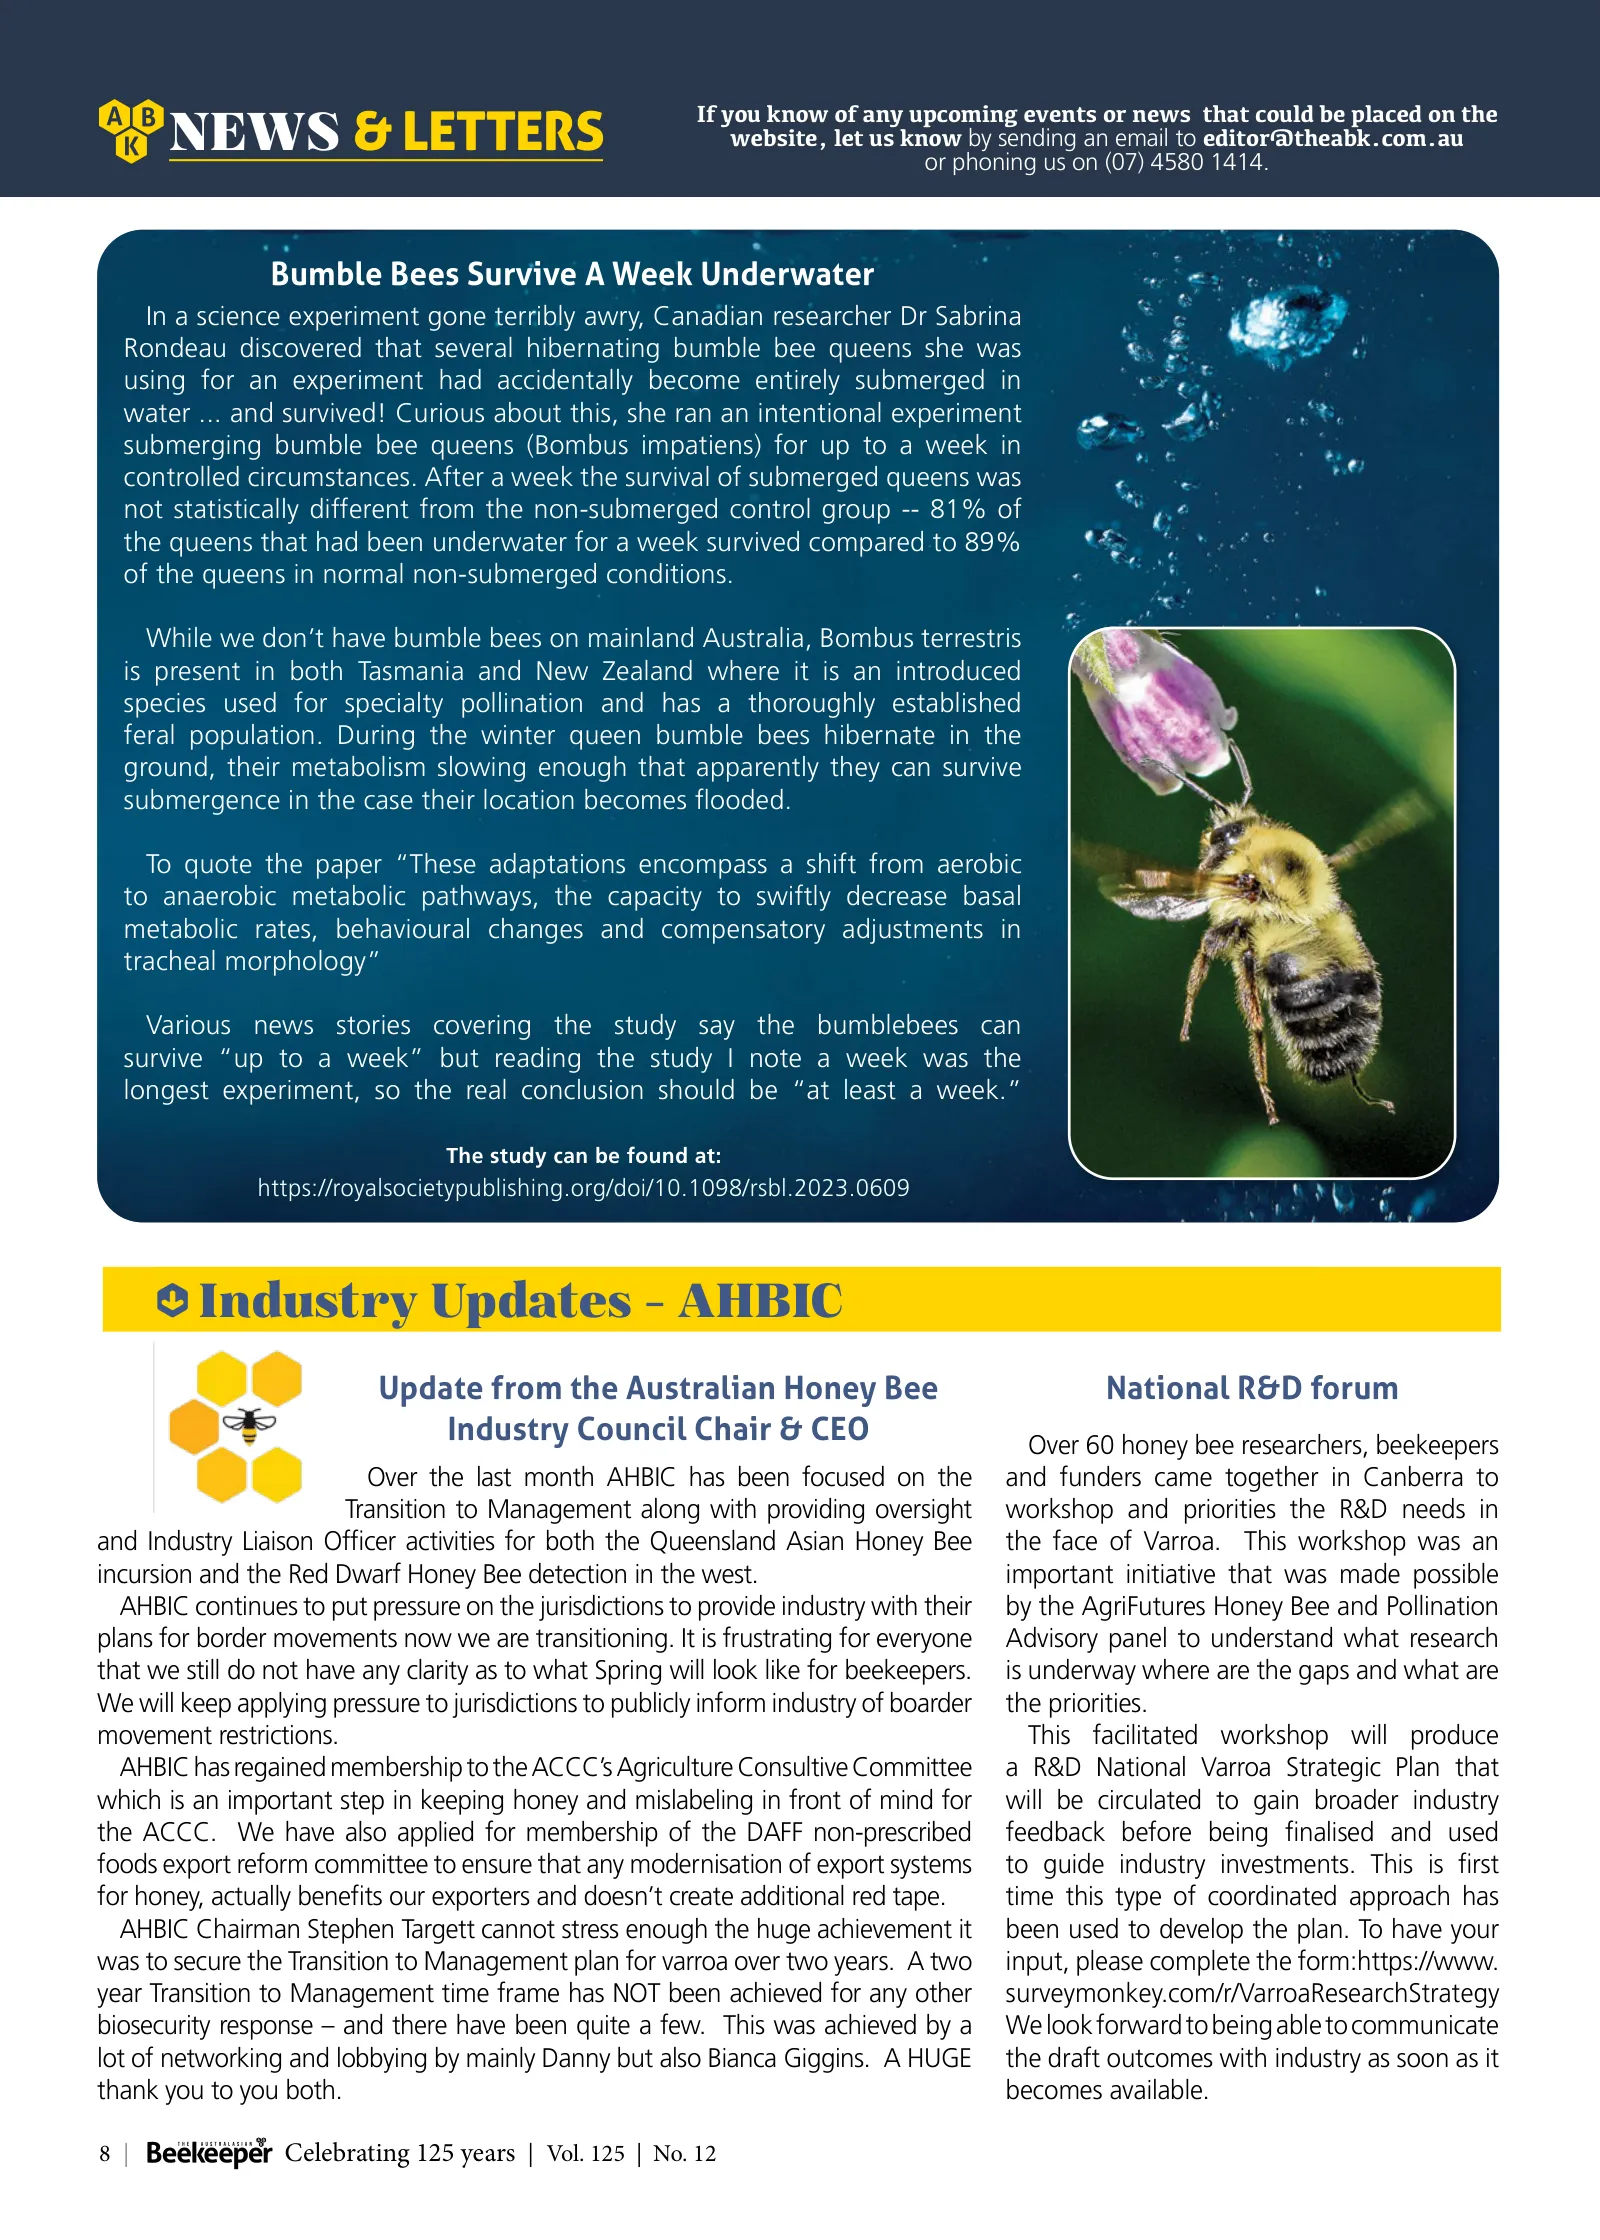 A B K NEWS & LETTERS
If you know of any upcoming events or news that could be placed on the
website, let us know by sending an email to editor@theabk.com.au
or phoning us on (07) 4580 1414.
Bumble Bees Survive A Week Underwater
In a science experiment gone terribly awry, Canadian researcher Dr Sabrina
Rondeau discovered that several hibernating bumble bee queens she was
using for an experiment had accidentally become entirely submerged in
water ... and survived! Curious about this, she ran an intentional experiment
submerging bumble bee queens (Bombus impatiens) for up to a week in
controlled circumstances. After a week the survival of submerged queens was
not statistically different from the non-submerged control group -- 81% of
the queens that had been underwater for a week survived compared to 89%
of the queens in normal non-submerged conditions.
While we don't have bumble bees on mainland Australia, Bombus terrestris
is present in both Tasmania and New Zealand where it is an introduced
species used for specialty pollination and has a thoroughly established
feral population. During the winter queen bumble bees hibernate in the
ground, their metabolism slowing enough that apparently they can survive
submergence in the case their location becomes flooded.
To quote the paper “These adaptations encompass a shift from aerobic
to anaerobic metabolic pathways, the capacity to swiftly decrease basal
metabolic rates, behavioural changes and compensatory adjustments in
tracheal morphology”
Various news stories covering the study say the bumblebees can
survive “up to a week” but reading the study I note a week was the
longest experiment, so the real conclusion should be “at least a week.”
The study can be found at:
https://royalsocietypublishing.org/doi/10.1098/rsbl.2023.0609
Industry Updates - AHBIC
Update from the Australian Honey Bee
Industry Council Chair & CEO
Over the last month AHBIC has been focused on the
Transition to Management along with providing oversight
and Industry Liaison Officer activities for both the Queensland Asian Honey Bee
incursion and the Red Dwarf Honey Bee detection in the west.
AHBIC continues to put pressure on the jurisdictions to provide industry with their
plans for border movements now we are transitioning. It is frustrating for everyone
that we still do not have any clarity as to what Spring will look like for beekeepers.
We will keep applying pressure to jurisdictions to publicly inform industry of boarder
movement restrictions.
AHBIC has regained membership to the ACCC's Agriculture Consultive Committee
which is an important step in keeping honey and mislabeling in front of mind for
the ACCC. We have also applied for membership of the DAFF non-prescribed
foods export reform committee to ensure that any modernisation of export systems
for honey, actually benefits our exporters and doesn't create additional red tape.
AHBIC Chairman Stephen Targett cannot stress enough the huge achievement it
was to secure the Transition to Management plan for varroa over two years. A two
year Transition to Management time frame has NOT been achieved for any other
biosecurity response – and there have been quite a few. This was achieved by a
lot of networking and lobbying by mainly Danny but also Bianca Giggins. A HUGE
thank you to you both.
National R&D forum
Over 60 honey bee researchers, beekeepers
and funders came together in Canberra to
workshop and priorities the R&D needs in
the face of Varroa. This workshop was an
important initiative that was made possible
by the AgriFutures Honey Bee and Pollination
Advisory panel to understand what research
is underway where are the gaps and what are
the priorities.
This facilitated workshop will produce
a R&D National Varroa Strategic Plan that
will be circulated to gain broader industry
feedback before being finalised and used
to guide industry investments. This is first
time this type of coordinated approach has
been used to develop the plan. To have your
input, please complete the form:https://www.
surveymonkey.com/r/VarroaResearchStrategy
We look forward to being able to communicate
the draft outcomes with industry as soon as it
becomes available.
8 | THE AUSTRALASIAN Beekeeper Celebrating 125 years | Vol. 125 | No. 12